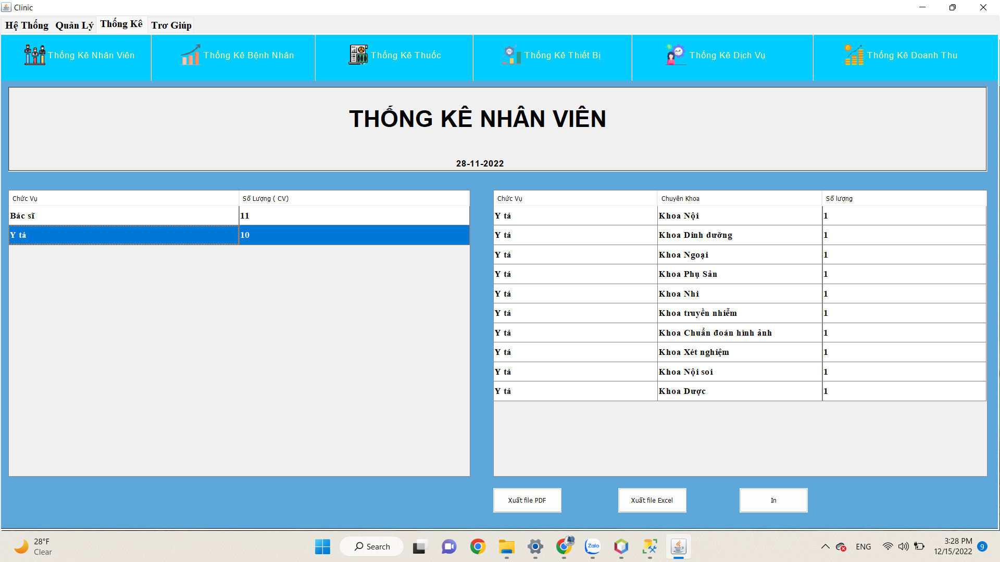 Clinic
Hệ Thống Quản Lý Thống Kê Trơ Giúp
Thống Kê Nhân Viên Thống Kê Bệnh Nhân Thống Kê Thuốc Thống Kê Thiết Bị Thống Kê Dịch Vụ Thống Kê Doanh Thu
THỐNG KÊ NHÂN VIÊN
28-11-2022
Chức Vụ Số Lượng ( CV)
Bác sĩ 11
Y tá 10
Chức Vụ Chuyên Khoa Số lượng
Y tá Khoa Nội 1
Y tá Khoa Dinh dưỡng 1
Y tá Khoa Ngoại 1
Y tá Khoa Phụ Sản 1
Y tá Khoa Nhi 1
Y tá Khoa truyền nhiễm 1
Y tá Khoa Chuẩn đoán hình ảnh 1
Y tá Khoa Xét nghiệm 1
Y tá Khoa Nội soi 1
Y tá Khoa Dược 1
Xuất file PDF Xuất file Excel In
28°F
Clear
Search
Zalo
ENG
3:28 PM
12/15/2022
9